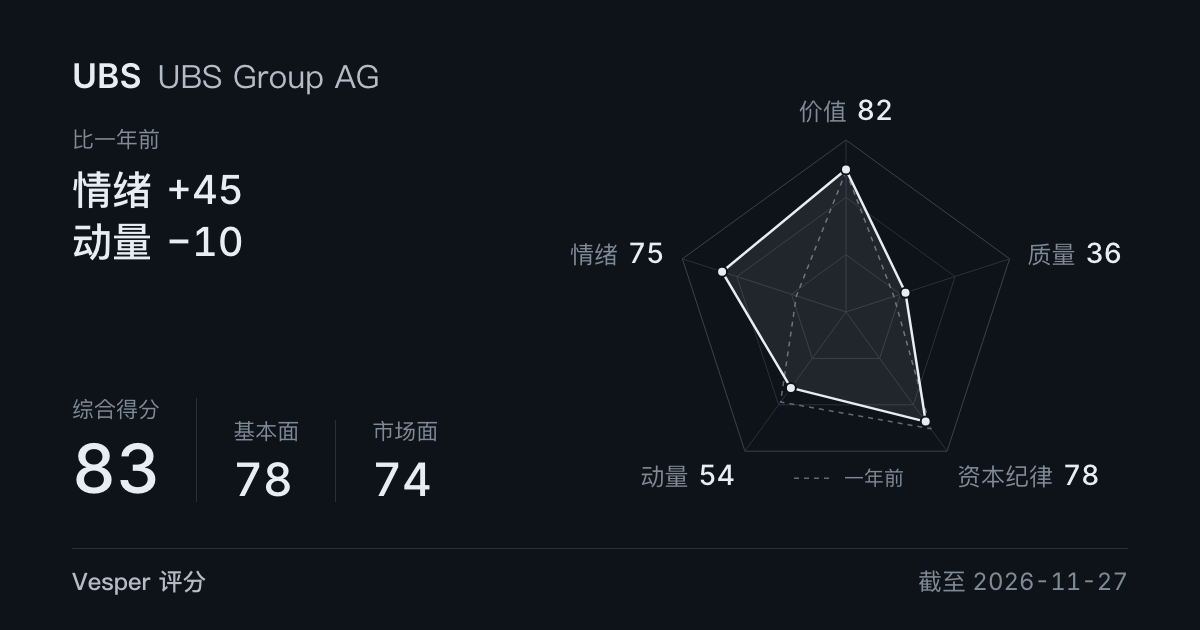 UBS UBS Group AG
比一年前
情绪 +45
动量 −10
综合得分
83
基本面
78
市场面
74
价值 82
质量 36
情绪 75
动量 54
一年前
资本纪律 78
Vesper 评分
截至 2026-11-27